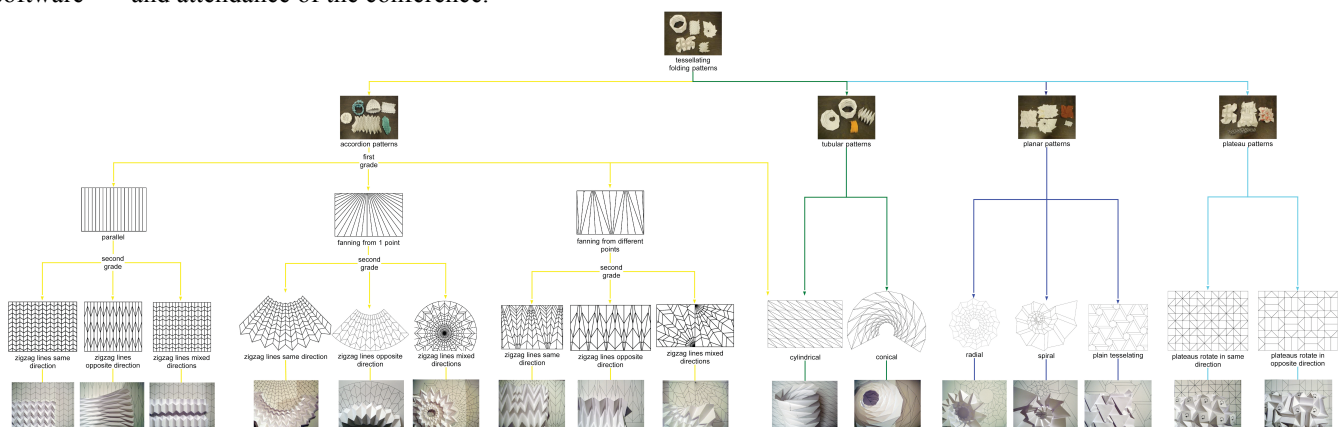 and attendance of the conference.
tessellating
folding patterns
accordion patterns
tubular patterns
planar patterns
plateau patterns
first
grade
parallel
fanning from 1 point
fanning from different
points
second
grade
second
grade
second
grade
zigzag lines same
direction
zigzag lines
opposite direction
zigzag lines mixed
directions
zigzag lines same direction
zigzag lines opposite
direction
zigzag lines mixed
directions
zigzag lines same
direction
zigzag lines opposite
direction
zigzag lines mixed
directions
cylindrical
conical
radial
spiral
plain tesselating
plateaus rotate in same
direction
plateaus rotate in
opposite direction